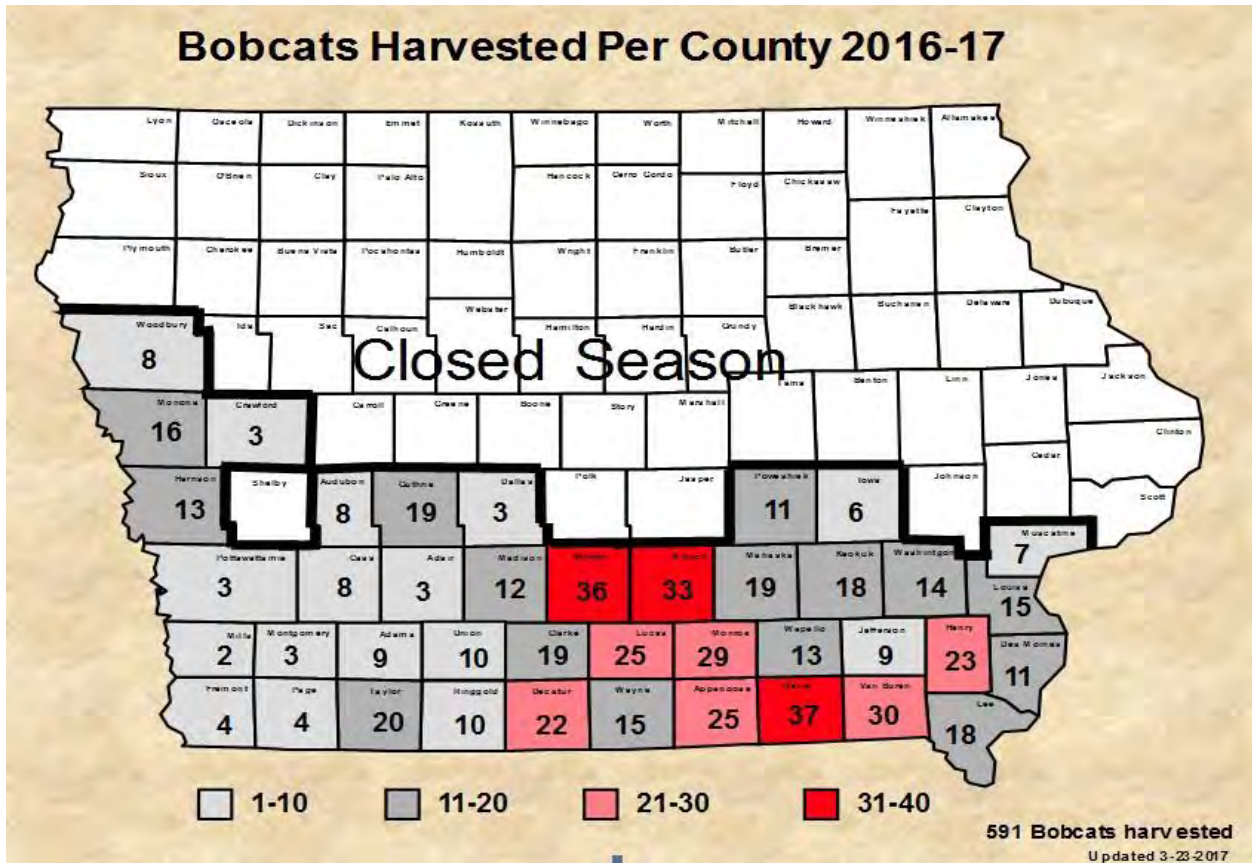 Bobcats Harvested Per County 2016-17
Lyon Osceola Dickinson Emmet Kossuth Winnebago Worth Mitchell Howard Winneshiek Allamakee
Sioux O'Brien Clay Palo Alto Hancock Cerro Gordo Floyd Chickasaw
Fayette Clayton
Plymouth Cherokee Buena Vista Pocahontas Humboldt Wright Franklin Butler Bremer
Webster Blackhawk Buchanan Delaware Dubuque
Woodbury Ida Sac Calhoun Hamilton Hardin Grundy
8
Closed Season
Tama Benton Linn Jones Jackson
Monona Crawford Carroll Greene Boone Story Marshall
16 3
Clinton
Cedar
Harrison Shelby Audubon Guthrie Dallas Polk Jasper Poweshiek Iowa Johnson Scott
13 8 19 3 11 6
Muscatine
7
Pottawattamie Cass Adair Madison Mahaska Keokuk Washington
3 8 3 12 36 33 19 18 14
Louisa
15
Mills Montgomery Adams Union Clarke Lucas Monroe Wapello Jefferson Henry Des Moines
2 3 9 10 19 25 29 13 9 23 11
Fremont Page Taylor Ringgold Decatur Wayne Appanoose Van Buren Lee
4 4 20 10 22 15 25 37 30 18
1-10 11-20 21-30 31-40
591 Bobcats harvested
Updated 3-23-2017